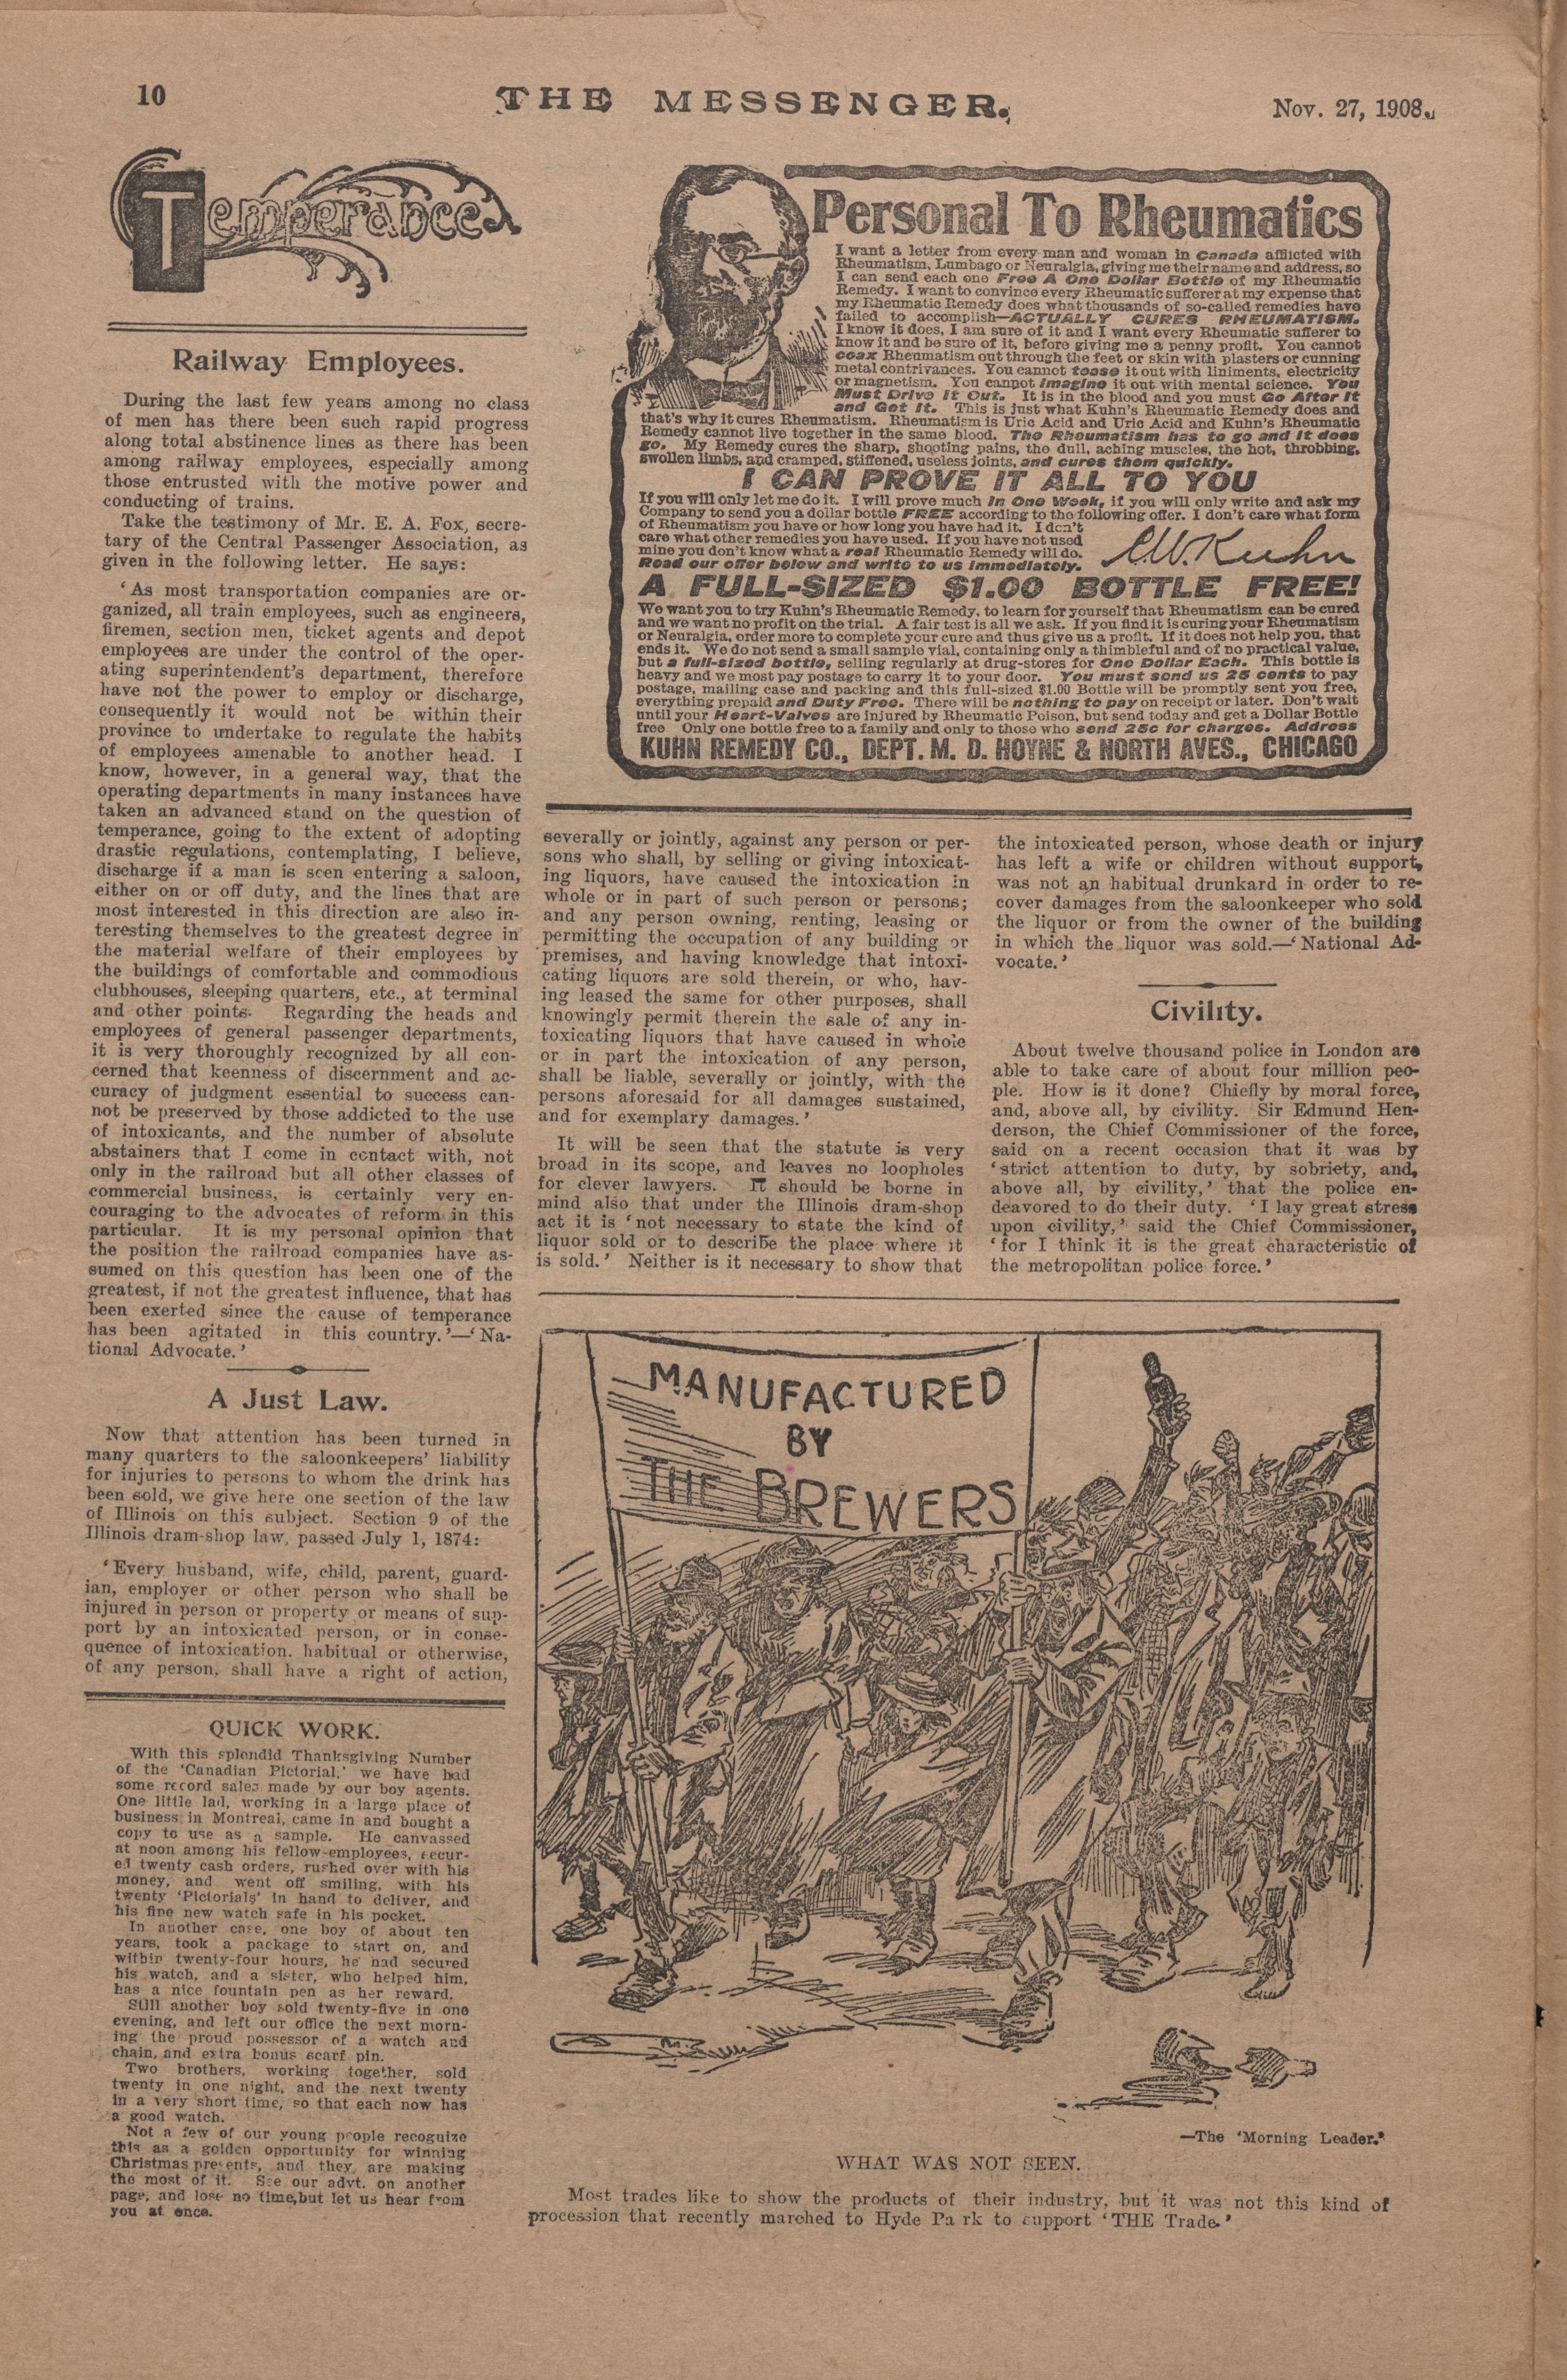 10
THE MESSENGER.
Nov. 27, 1908.
Temperance
Railway Employees.
During the last few years among no class
of men has there been such rapid progress
along total abstinence lines as there has been
among railway employees, especially among
those entrusted with the motive power and
conducting of trains.
Take the testimony of Mr. E. A. Fox, secre-
tary of the Central Passenger Association, as
given in the following letter. He says:
'As most transportation companies are or-
ganized, all train employees, such as engineers,
firemen, section men, ticket agents and depot
employees are under the control of the oper-
ating superintendent's department, therefore
have not the power to employ or discharge,
consequently it would not be within their
province to undertake to regulate the habits
of employees amenable to another head. I
know, however, in a general way, that the
operating departments in many instances have
taken an advanced stand on the question of
temperance, going to the extent of adopting
drastic regulations, contemplating, I believe,
discharge if a man is seen entering a saloon,
either on or off duty, and the lines that are
most interested in this direction are also in-
teresting themselves to the greatest degree in
the material welfare of their employees by
the buildings of comfortable and commodious
clubhouses, sleeping quarters, etc., at terminal
and other points. Regarding the heads and
employees of general passenger departments,
it is very thoroughly recognized by all con-
cerned that keenness of discernment and ac-
curacy of judgment essential to success can-
not be preserved by those addicted to the use
of intoxicants, and the number of absolute
abstainers that I come in contact with, not
only in the railroad but all other classes of
commercial business, is certainly very en-
couraging to the advocates of reform in this
particular. It is my personal opinion that
the position the railroad companies have as-
sumed on this question has been one of the
greatest, if not the greatest influence, that has
been exerted since the cause of temperance
has been agitated in this country.'—'Na-
tional Advocate.'
A Just Law.
Now that attention has been turned in
many quarters to the saloonkeepers' liability
for injuries to persons to whom the drink has
been sold, we give here one section of the law
of Illinois on this subject. Section 9 of the
Illinois dram-shop law, passed July 1, 1874:
'Every husband, wife, child, parent, guard-
ian, employer or other person who shall be
injured in person or property or means of sup-
port by an intoxicated person, or in conse-
quence of intoxication, habitual or otherwise,
of any person, shall have a right of action,
QUICK WORK.
With this splendid Thanksgiving Number
of the 'Canadian Pictorial,' we have had
some record sales made by our boy agents.
One little lad, working in a large place of
business in Montreal, came in and bought a
copy to use as a sample. He canvassed
at noon among his fellow-employees, secur-
ed twenty cash orders, rushed over with his
money, and went off smiling, with his
twenty 'Pictorials' in hand to deliver, and
his fine new watch safe in his pocket.
In another case, one boy of about ten
years, took a package to start on, and
within twenty-four hours, he had secured
his watch, and a sister, who helped him,
has a nice fountain pen as her reward.
Still another boy sold twenty-five in one
evening, and left our office the next morn-
ing the proud possessor of a watch and
chain, and extra bonus scarf pin.
Two brothers, working together, sold
twenty in one night, and the next twenty
in a very short time, so that each now has
a good watch.
Not a few of our young people recognize
this as a golden opportunity for winning
Christmas presents, and they are making
the most of it. See our advt. on another
page, and lose no time, but let us hear from
you at once.
Personal To Rheumatics
I want a letter from every man and woman in Canada afflicted with
Rheumatism, Lumbago or Neuralgia, giving me their name and address, so
I can send each one Free A One Dollar Bottle of my Rheumatic
Remedy. I want to convince every Rheumatic sufferer at my expense that
my Rheumatic Remedy does what thousands of so-called remedies have
failed to accomplish—ACTUALLY CURES RHEUMATISM.
I know it does, I am sure of it and I want every Rheumatic sufferer to
know it and be sure of it, before giving me a penny profit. You cannot
coax Rheumatism out through the feet or skin with plasters or cunning
metal contrivances. You cannot tease it out with liniments, electricity
or magnetism. You cannot imagine it out with mental science. You
Must Drive It Out. It is in the blood and you must Go After It
and Get It. This is just what Kuhn's Rheumatic Remedy does and
that's why it cures Rheumatism. Rheumatism is Uric Acid and Uric Acid and Kuhn's Rheumatic
Remedy cannot live together in the same blood. The Rheumatism has to go and it does
go. My Remedy cures the sharp, shooting pains, the dull, aching muscles, the hot, throbbing,
swollen limbs, and cramped, stiffened, useless joints, and cures them quickly.
I CAN PROVE IT ALL TO YOU
If you will only let me do it. I will prove much In One Week, if you will only write and ask my
Company to send you a dollar bottle FREE according to the following offer. I don't care what form
of Rheumatism you have or how long you have had it. I don't
care what other remedies you have used. If you have not used
mine you don't know what a real Rheumatic Remedy will do.
Read our offer below and write to us immediately.
C.W. Kuhn
A FULL-SIZED $1.00 BOTTLE FREE!
We want you to try Kuhn's Rheumatic Remedy, to learn for yourself that Rheumatism can be cured
and we want no profit on the trial. A fair test is all we ask. If you find it is curing your Rheumatism
or Neuralgia, order more to complete your cure and thus give us a profit. If it does not help you, that
ends it. We do not send a small sample vial, containing only a thimbleful and of no practical value,
but a full-sized bottle, selling regularly at drug-stores for One Dollar Each. This bottle is
heavy and we most pay postage to carry it to your door. You must send us 25 cents to pay
postage, mailing case and packing and this full-sized $1.00 Bottle will be promptly sent you free,
everything prepaid and Duty Free. There will be nothing to pay on receipt or later. Don't wait
until your Heart-Valves are injured by Rheumatic Poison, but send today and get a Dollar Bottle
free Only one bottle free to a family and only to those who send 25c for charges. Address
KUHN REMEDY CO., DEPT. M. D. HOYNE & NORTH AVES., CHICAGO
severally or jointly, against any person or per-
sons who shall, by selling or giving intoxicat-
ing liquors, have caused the intoxication in
whole or in part of such person or persons;
and any person owning, renting, leasing or
permitting the occupation of any building or
premises, and having knowledge that intoxi-
cating liquors are sold therein, or who, hav-
ing leased the same for other purposes, shall
knowingly permit therein the sale of any in-
toxicating liquors that have caused in whole
or in part the intoxication of any person,
shall be liable, severally or jointly, with the
persons aforesaid for all damages sustained,
and for exemplary damages.'
It will be seen that the statute is very
broad in its scope, and leaves no loopholes
for clever lawyers. It should be borne in
mind also that under the Illinois dram-shop
act it is 'not necessary to state the kind of
liquor sold or to describe the place where it
is sold.' Neither is it necessary to show that
the intoxicated person, whose death or injury
has left a wife or children without support,
was not an habitual drunkard in order to re-
cover damages from the saloonkeeper who sold
the liquor or from the owner of the building
in which the liquor was sold.—'National Ad-
vocate.'
Civility.
About twelve thousand police in London are
able to take care of about four million peo-
ple. How is it done? Chiefly by moral force,
and, above all, by civility. Sir Edmund Hen-
derson, the Chief Commissioner of the force,
said on a recent occasion that it was by
'strict attention to duty, by sobriety, and,
above all, by civility,' that the police en-
deavored to do their duty. 'I lay great stress
upon civility,' said the Chief Commissioner,
'for I think it is the great characteristic of
the metropolitan police force.'
MANUFACTURED
BY
THE BREWERS
—The 'Morning Leader.'
WHAT WAS NOT SEEN.
Most trades like to show the products of their industry, but it was not this kind of
procession that recently marched to Hyde Pa rk to support 'THE Trade.'